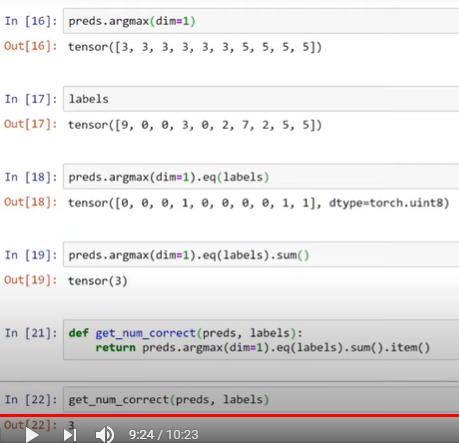 In [16]: preds.argmax(dim=1)
Out[16]: tensor([3, 3, 3, 3, 3, 3, 5, 5, 5, 5])
In [17]: labels
Out[17]: tensor([9, 0, 0, 3, 0, 2, 7, 2, 5, 5])
In [18]: preds.argmax(dim=1).eq(labels)
Out[18]: tensor([0, 0, 0, 1, 0, 0, 0, 0, 1, 1], dtype=torch.uint8)
In [19]: preds.argmax(dim=1).eq(labels).sum()
Out[19]: tensor(3)
In [21]: def get_num_correct(preds, labels):
return preds.argmax(dim=1).eq(labels).sum().item()
In [22]: get_num_correct(preds, labels)
Out[22]: 3
9:24 / 10:23